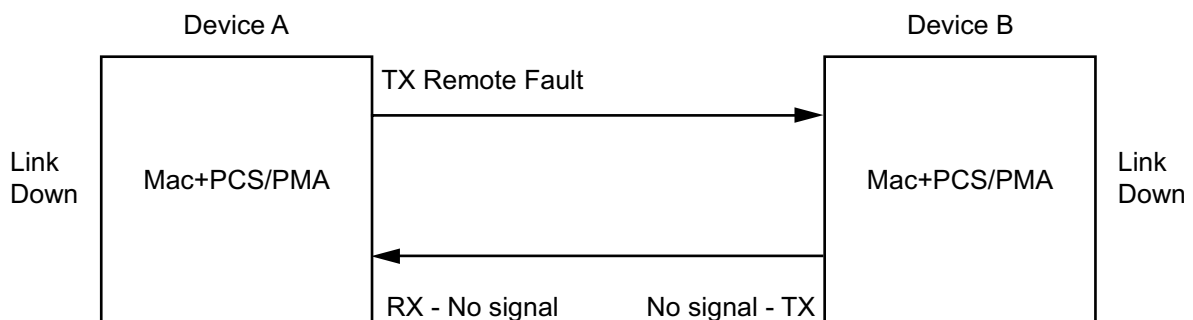 Device A
Device B
TX Remote Fault
Link
Down
Mac+PCS/PMA
Mac+PCS/PMA
Link
Down
RX - No signal
No signal - TX